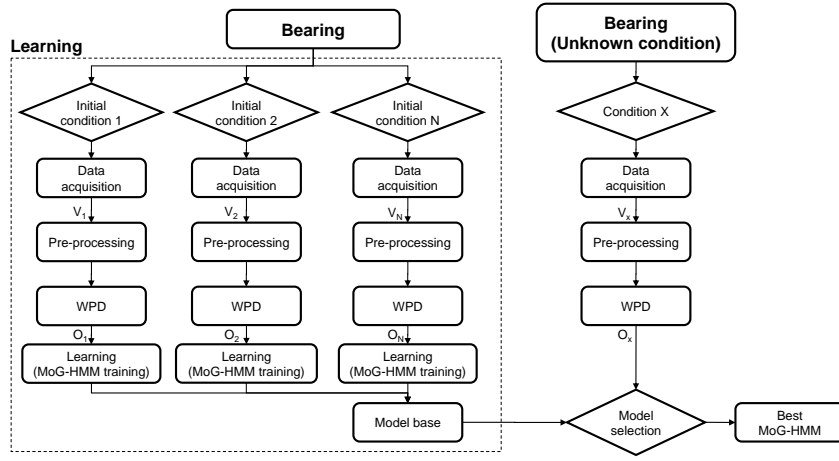 Learning
Bearing
Initial
condition 1
Initial
condition 2
Initial
condition N
Data
acquisition
Data
acquisition
Data
acquisition
V1
V2
VN
Pre-processing
Pre-processing
Pre-processing
WPD
WPD
WPD
O1
O2
ON
Learning
(MoG-HMM training)
Learning
(MoG-HMM training)
Learning
(MoG-HMM training)
Model base
Bearing
(Unknown condition)
Condition X
Data
acquisition
Vx
Pre-processing
WPD
Ox
Model
selection
Best
MoG-HMM